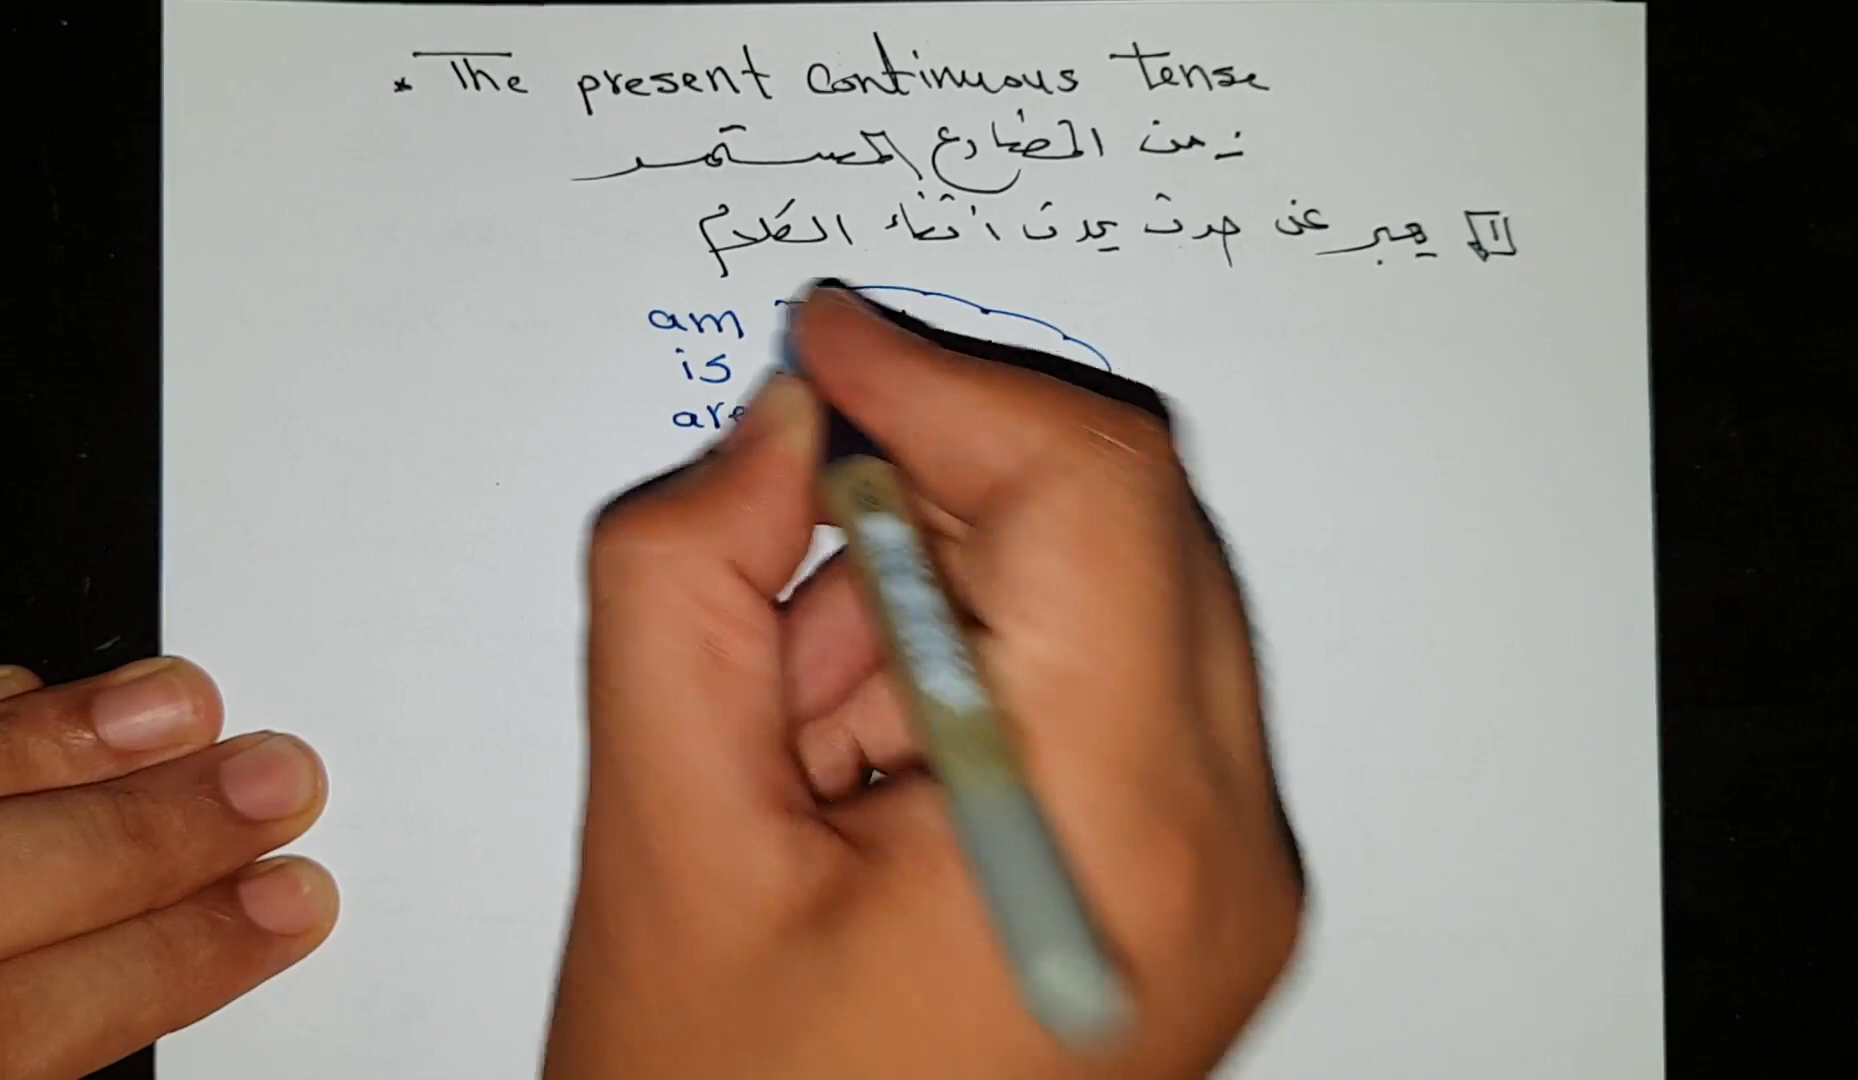 * The present continuous Tense
زمن المضارع المستمر
1 يعبر عن حدث يحدث أثناء الكلام
am
is
are